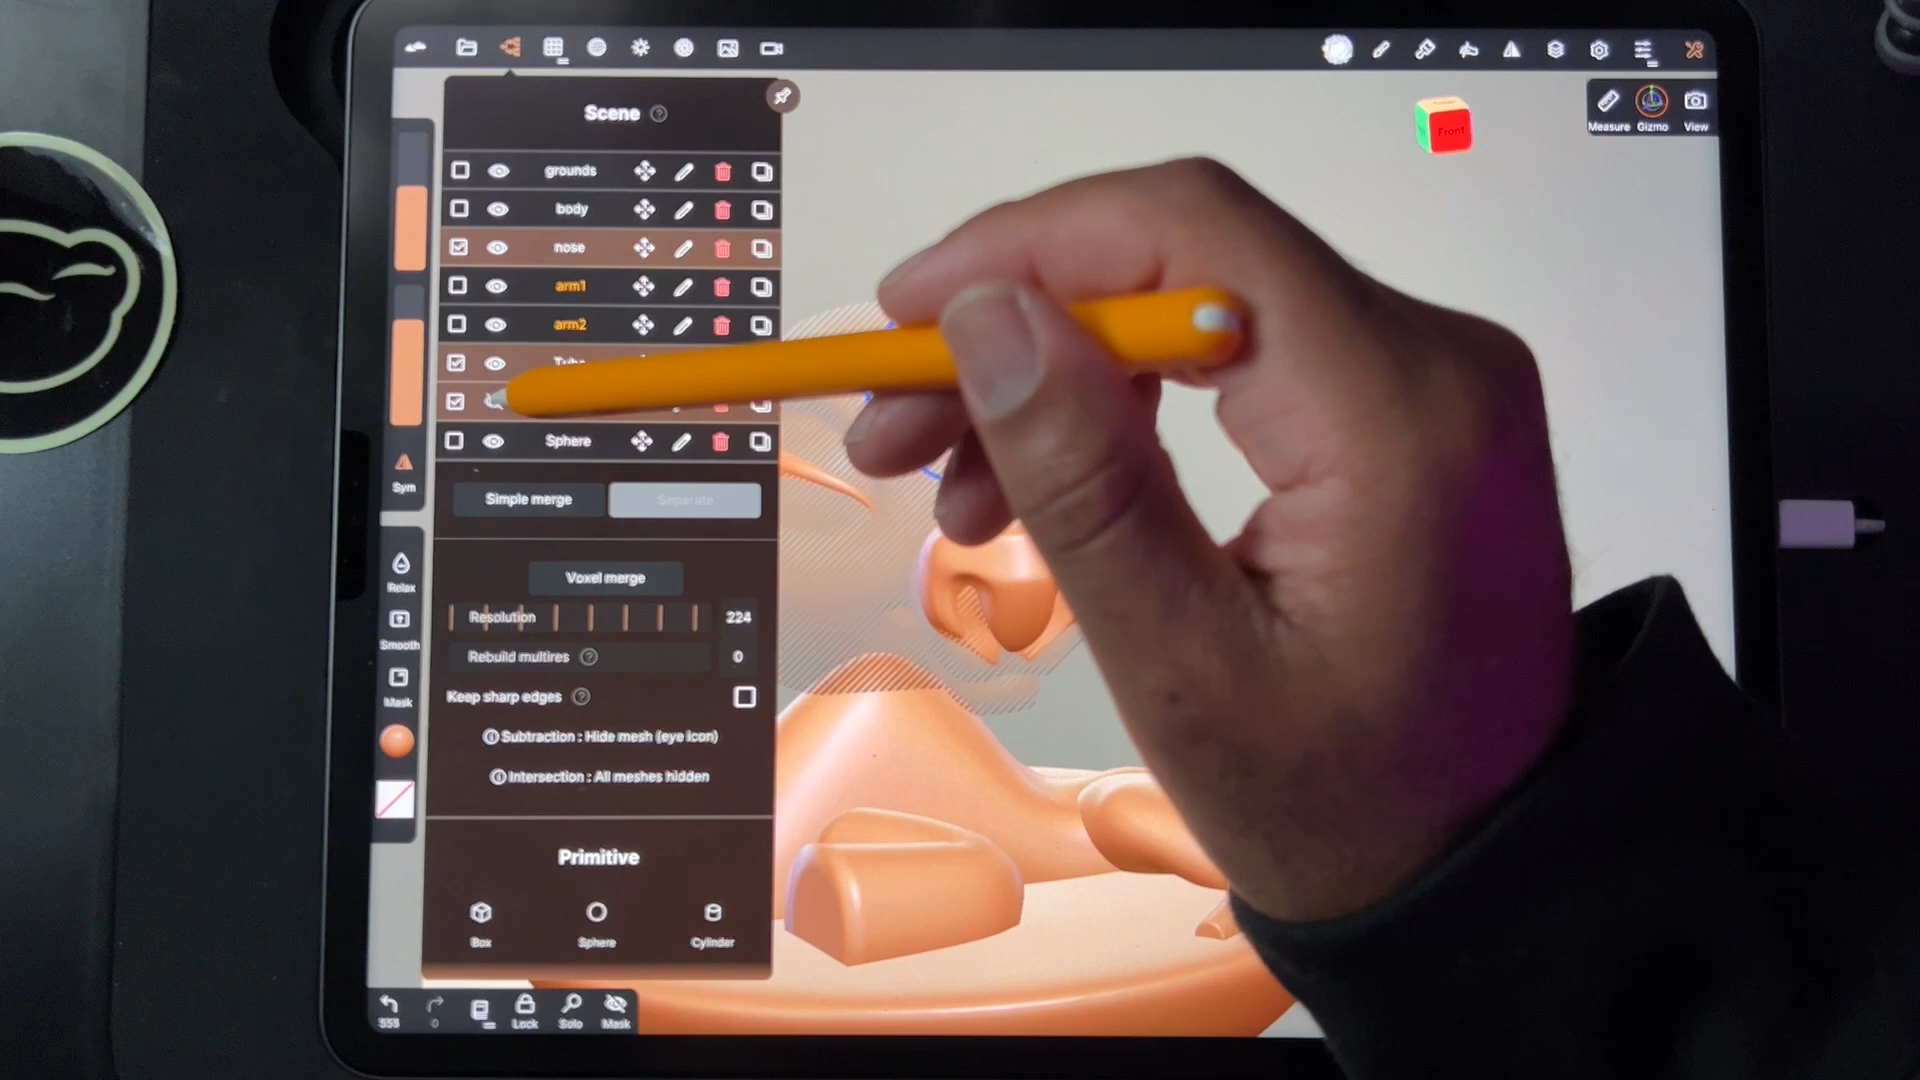 Scene
grounds
body
nose
arm1
arm2
Sphere
Simple merge
Separate
Voxel merge
Resolution 224
Rebuild multires 0
Keep sharp edges
Subtraction : Hide mesh (eye icon)
Intersection : All meshes hidden
Primitive
Box
Sphere
Cylinder
Sym
Relax
Smooth
Mask
555
0
Lock
Solo
Mask
Front
Measure
Gizmo
View